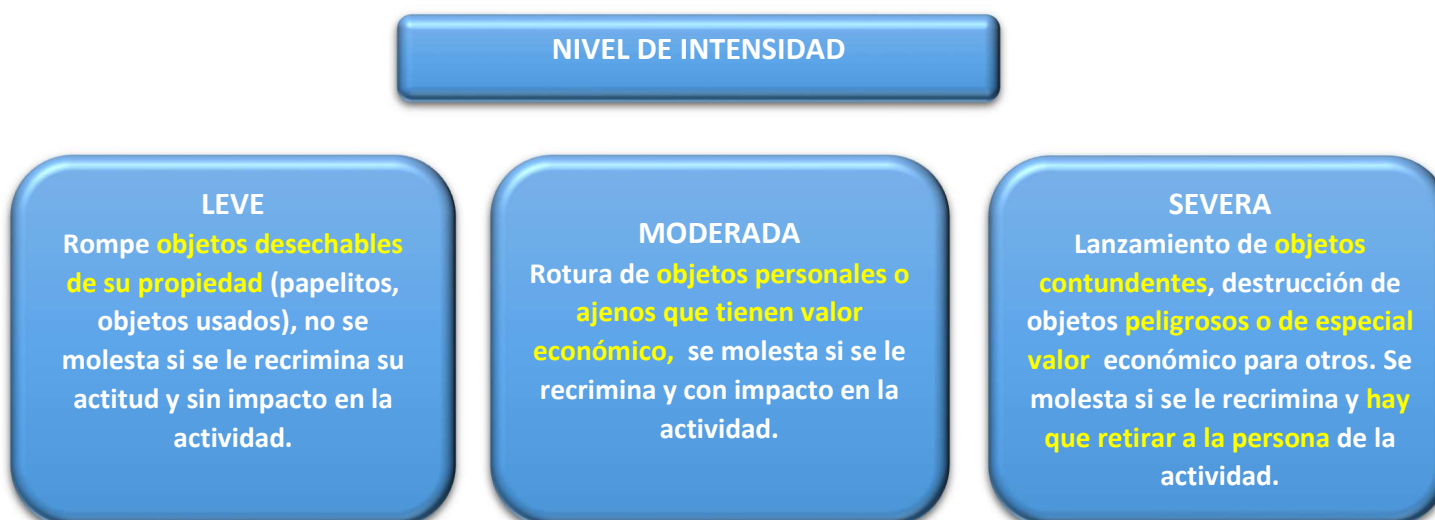 NIVEL DE INTENSIDAD
LEVE
Rompe objetos desechables
de su propiedad (papelitos,
objetos usados), no se
molesta si se le recrimina su
actitud y sin impacto en la
actividad.
MODERADA
Rotura de objetos personales o
ajenos que tienen valor
económico, se molesta si se le
recrimina y con impacto en la
actividad.
SEVERA
Lanzamiento de objetos
contundentes, destrucción de
objetos peligrosos o de especial
valor económico para otros. Se
molesta si se le recrimina y hay
que retirar a la persona de la
actividad.